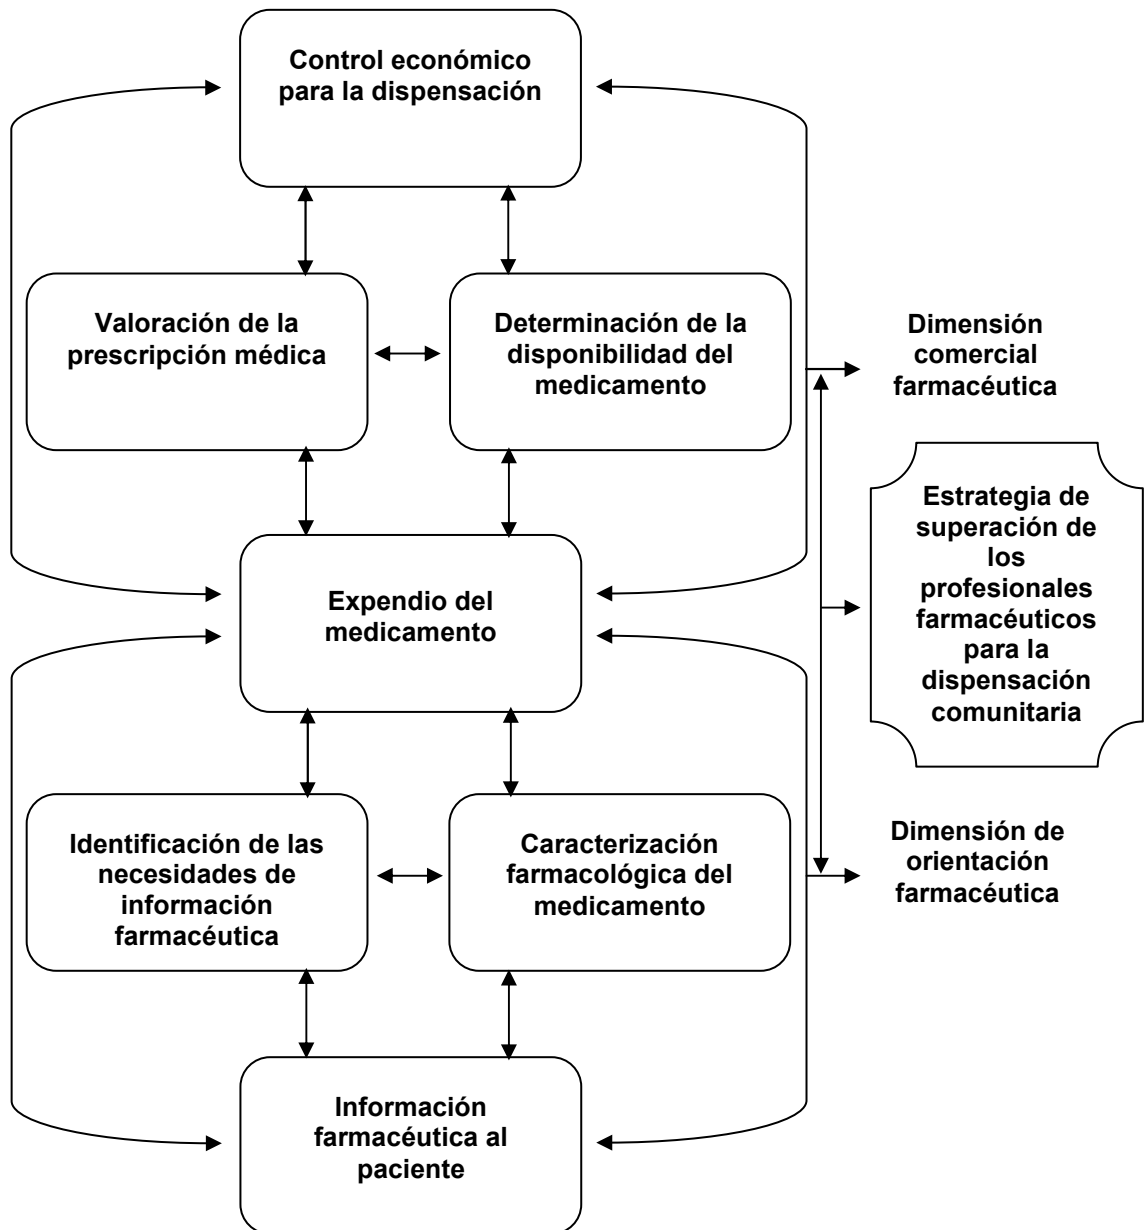 Control económico
para la dispensación
Valoración de la
prescripción médica
Determinación de la
disponibilidad del
medicamento
Dimensión
comercial
farmacéutica
Estrategia de
superación de
los
profesionales
farmacéuticos
para la
dispensación
comunitaria
Expendio del
medicamento
Identificación de las
necesidades de
información
farmacéutica
Caracterización
farmacológica del
medicamento
Dimensión de
orientación
farmacéutica
Información
farmacéutica al
paciente